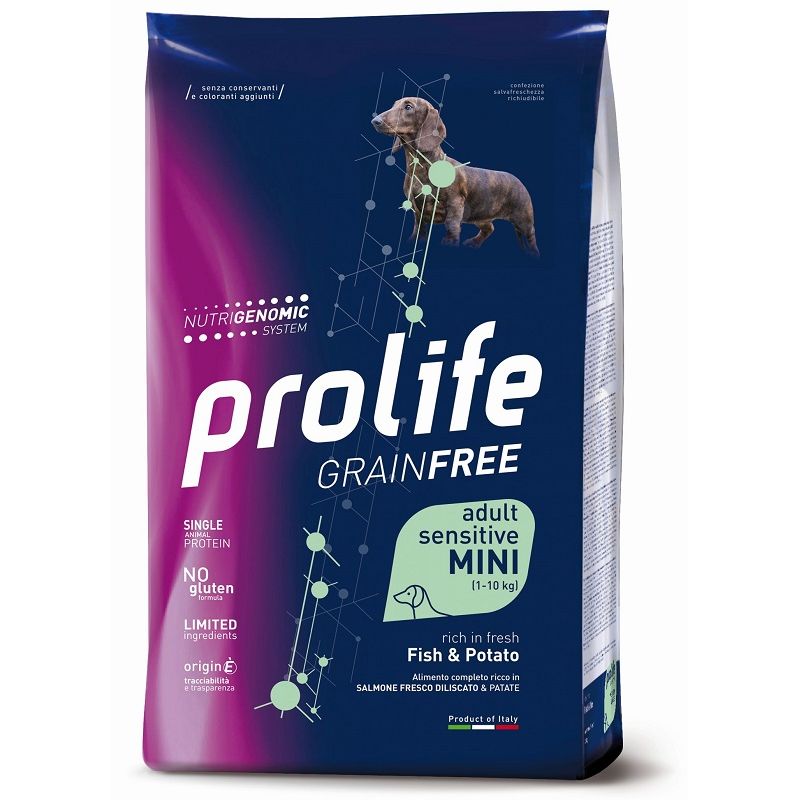 senza conservanti
e coloranti aggiunti
confezione
salvafreschezza
richiudibile
NUTRIGENOMIC
SYSTEM
prolife
GRAINFREE
adult
sensitive
MINI
(1-10 kg)
SINGLE
ANIMAL
PROTEIN
NO
gluten
formula
LIMITED
ingredients
originÈ
tracciabilità
e trasparenza
rich in fresh
Fish & Potato
Alimento completo ricco in
SALMONE FRESCO DILISCATO & PATATE
Product of Italy